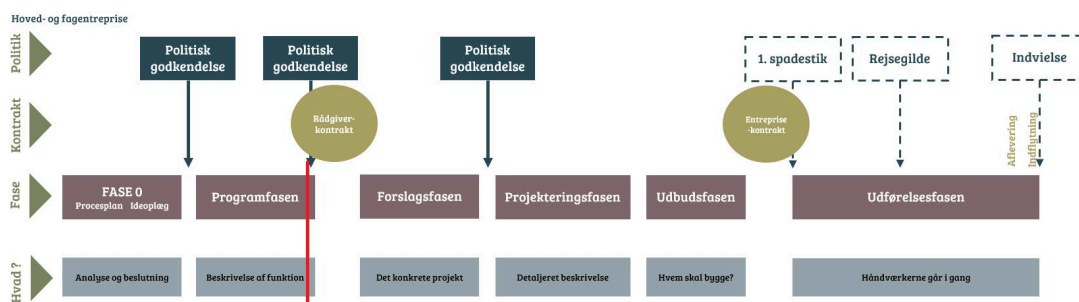 Hoved- og fagentreprise
Politik
Politisk
godkendelse
Politisk
godkendelse
Politisk
godkendelse
1. spadestik
Rejsegilde
Indvielse
Kontrakt
Rådgiver-
kontrakt
Entreprise
-kontrakt
Aflevering
Indflytning
Fase
FASE 0
Procesplan Ideoplæg
Programfasen
Forslagsfasen
Projekteringsfasen
Udbudsfasen
Udførelsesfasen
Hvad ?
Analyse og beslutning
Beskrivelse af funktion
Det konkrete projekt
Detaljeret beskrivelse
Hvem skal bygge?
Håndværkerne går i gang